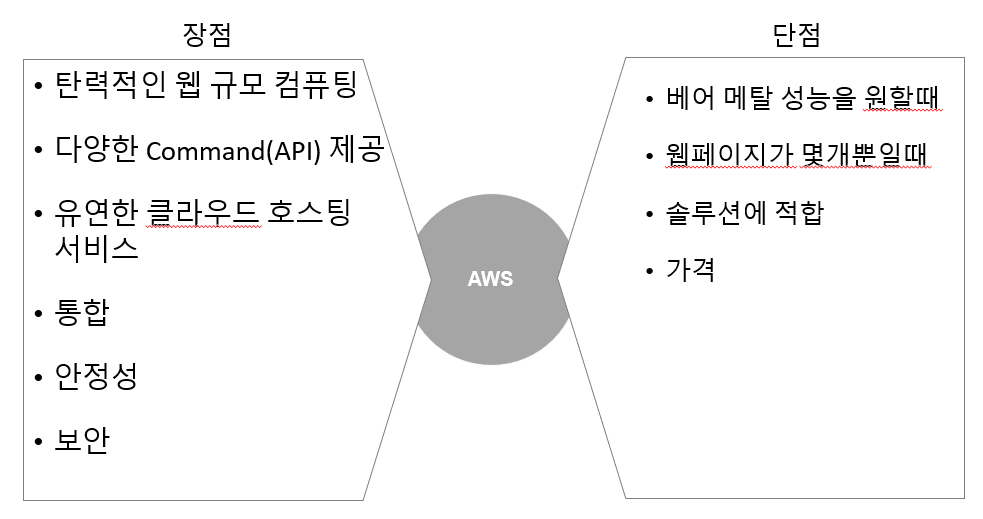 장점
• 탄력적인 웹 규모 컴퓨팅
• 다양한 Command(API) 제공
• 유연한 클라우드 호스팅
서비스
• 통합
• 안정성
• 보안
AWS
단점
• 베어 메탈 성능을 원할때
• 웹페이지가 몇개뿐일때
• 솔루션에 적합
• 가격